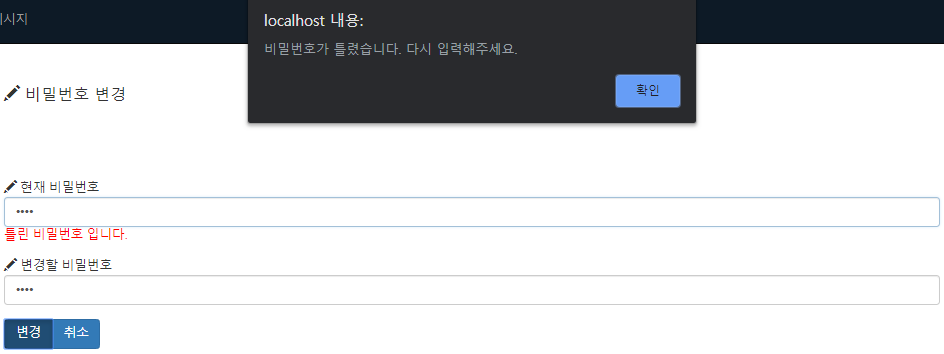 시지
localhost 내용:
비밀번호가 틀렸습니다. 다시 입력해주세요.
확인
비밀번호 변경
현재 비밀번호
••••
틀린 비밀번호 입니다.
변경할 비밀번호
••••
변경 취소